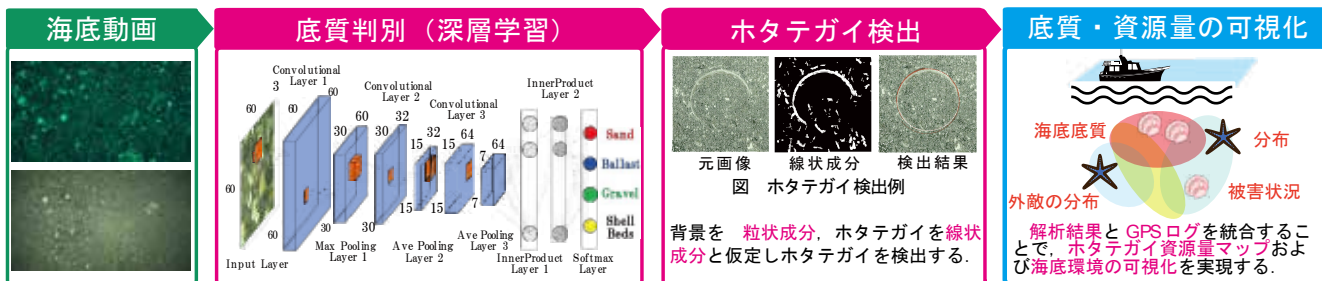 海底動画
底質判別（深層学習）
Convolutional
Layer 1
3
60
60
60
60
60
Input Layer
30
60
30
Max Pooling
Layer 1
Convolutional
Layer 2
30
32
30
15
32
15
Ave Pooling
Layer 2
Convolutional
Layer 3
15
64
15
7
64
7
Ave Pooling
Layer 3
InnerProduct
Layer 2
InnerProduct
Layer 1
Softmax
Layer
Sand
Ballast
Gravel
Shell
Beds
ホタテガイ検出
元画像
線状成分
検出結果
図 ホタテガイ検出例
背景を 粒状成分，ホタテガイを線状
成分と仮定しホタテガイを検出する.
底質・資源量の可視化
海底底質
分布
外敵の分布
被害状況
解析結果と GPSログを統合するこ
とで，ホタテガイ資源量マップおよ
び海底環境の可視化を実現する.